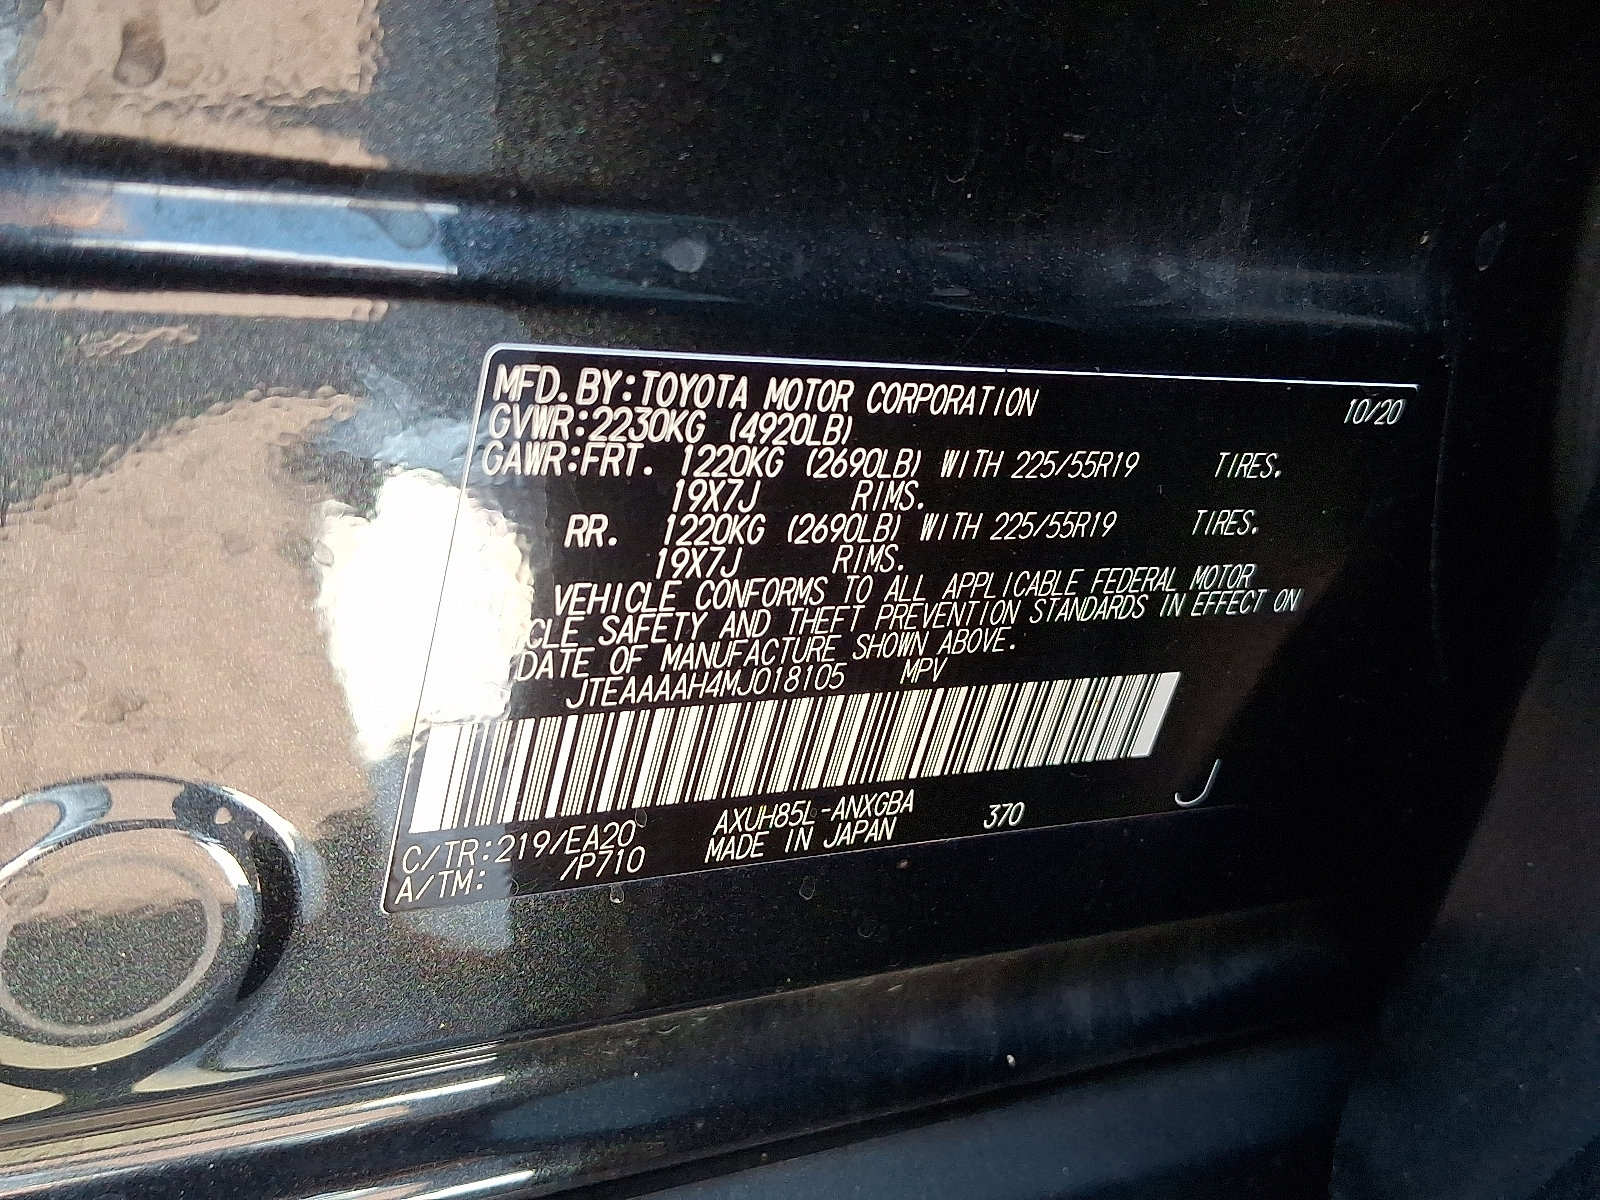 MFD.BY:TOYOTA MOTOR CORPORATION 10/20
GVWR:2230KG (4920LB)
GAWR:FRT. 1220KG (2690LB) WITH 225/55R19 TIRES.
19X7J RIMS.
RR. 1220KG (2690LB) WITH 225/55R19 TIRES.
19X7J RIMS.
VEHICLE CONFORMS TO ALL APPLICABLE FEDERAL MOTOR
CLE SAFETY AND THEFT PREVENTION STANDARDS IN EFFECT ON
DATE OF MANUFACTURE SHOWN ABOVE.
JTEAAAAH4MJ018105 MPV
C/TR:219/EA20 AXUH85L-ANXGBA 370 J
A/TM: /P710 MADE IN JAPAN